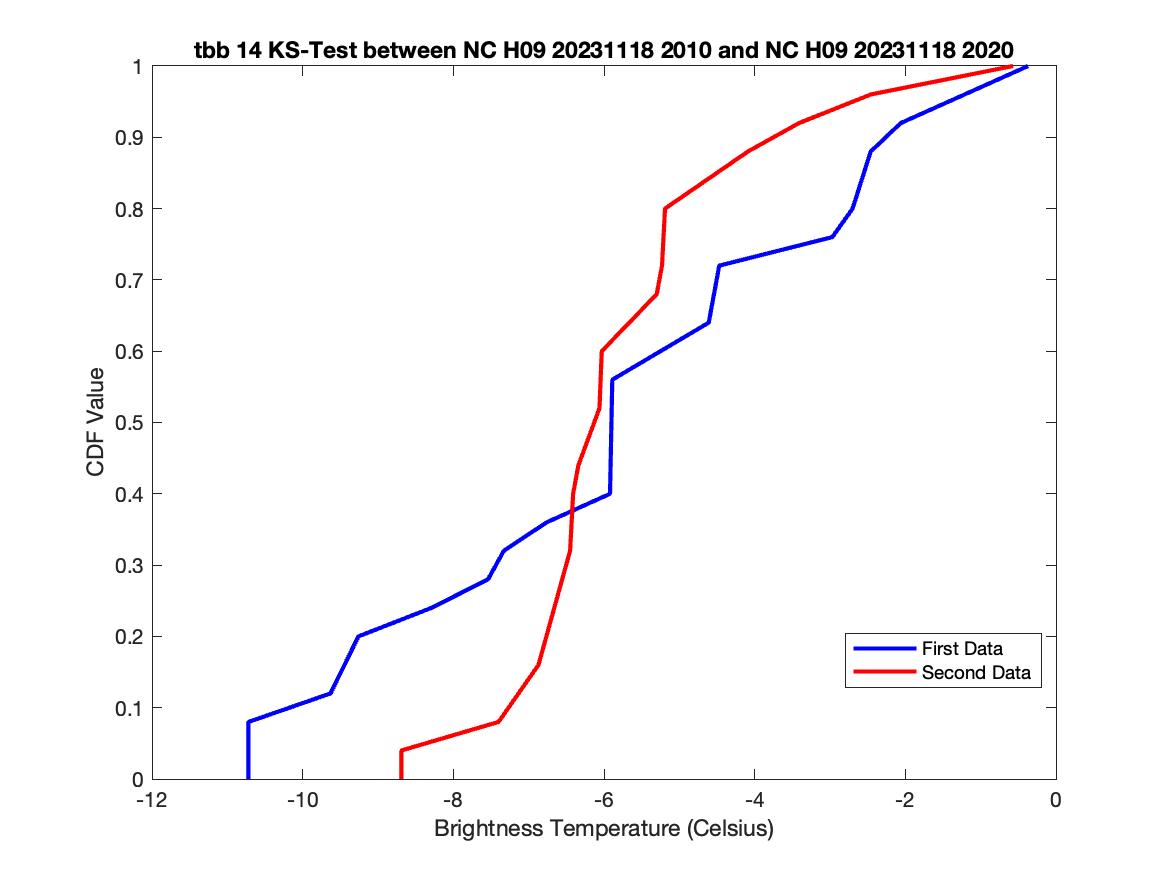 tbb 14 KS-Test between NC H09 20231118 2010 and NC H09 20231118 2020
1
0.9
0.8
0.7
0.6
0.5
0.4
0.3
0.2
0.1
0
CDF Value
First Data
Second Data
-12 -10 -8 -6 -4 -2 0
Brightness Temperature (Celsius)